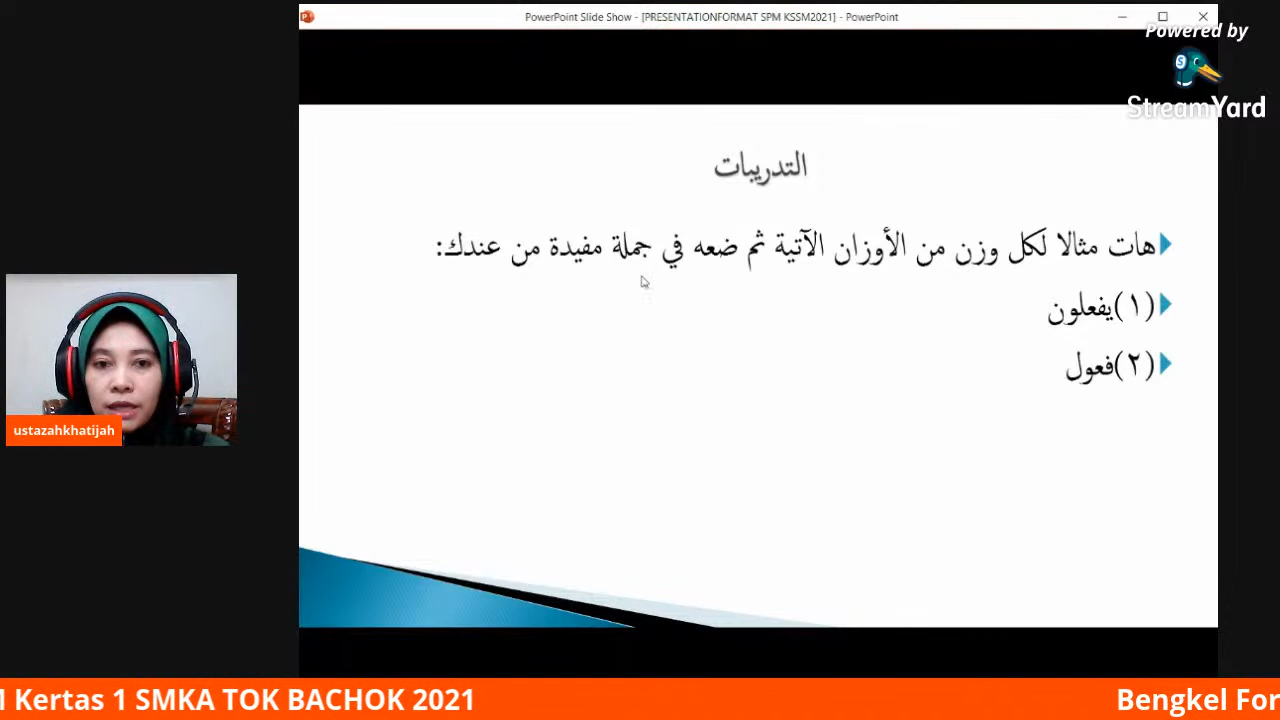 PowerPoint Slide Show - [PRESENTATIONFORMAT SPM KSSM2021] - PowerPoint
Powered by
StreamYard
التدريبات
هات مثالا لكل وزن من الأوزان الآتية ثم ضعه في جملة مفيدة من عندك:
(١)يفعلون
(٢)فعول
ustazahkhatijah
M Kertas 1 SMKA TOK BACHOK 2021
Bengkel For